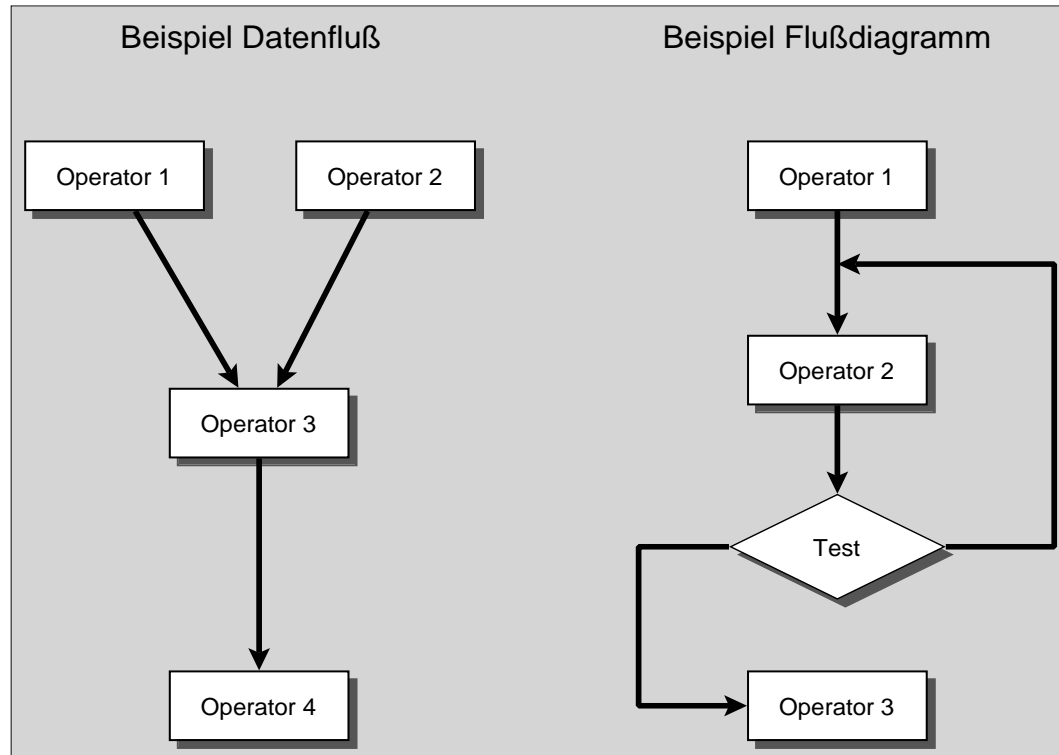 Beispiel Datenfluß
Operator 1
Operator 2
Operator 3
Operator 4
Beispiel Flußdiagramm
Operator 1
Operator 2
Test
Operator 3